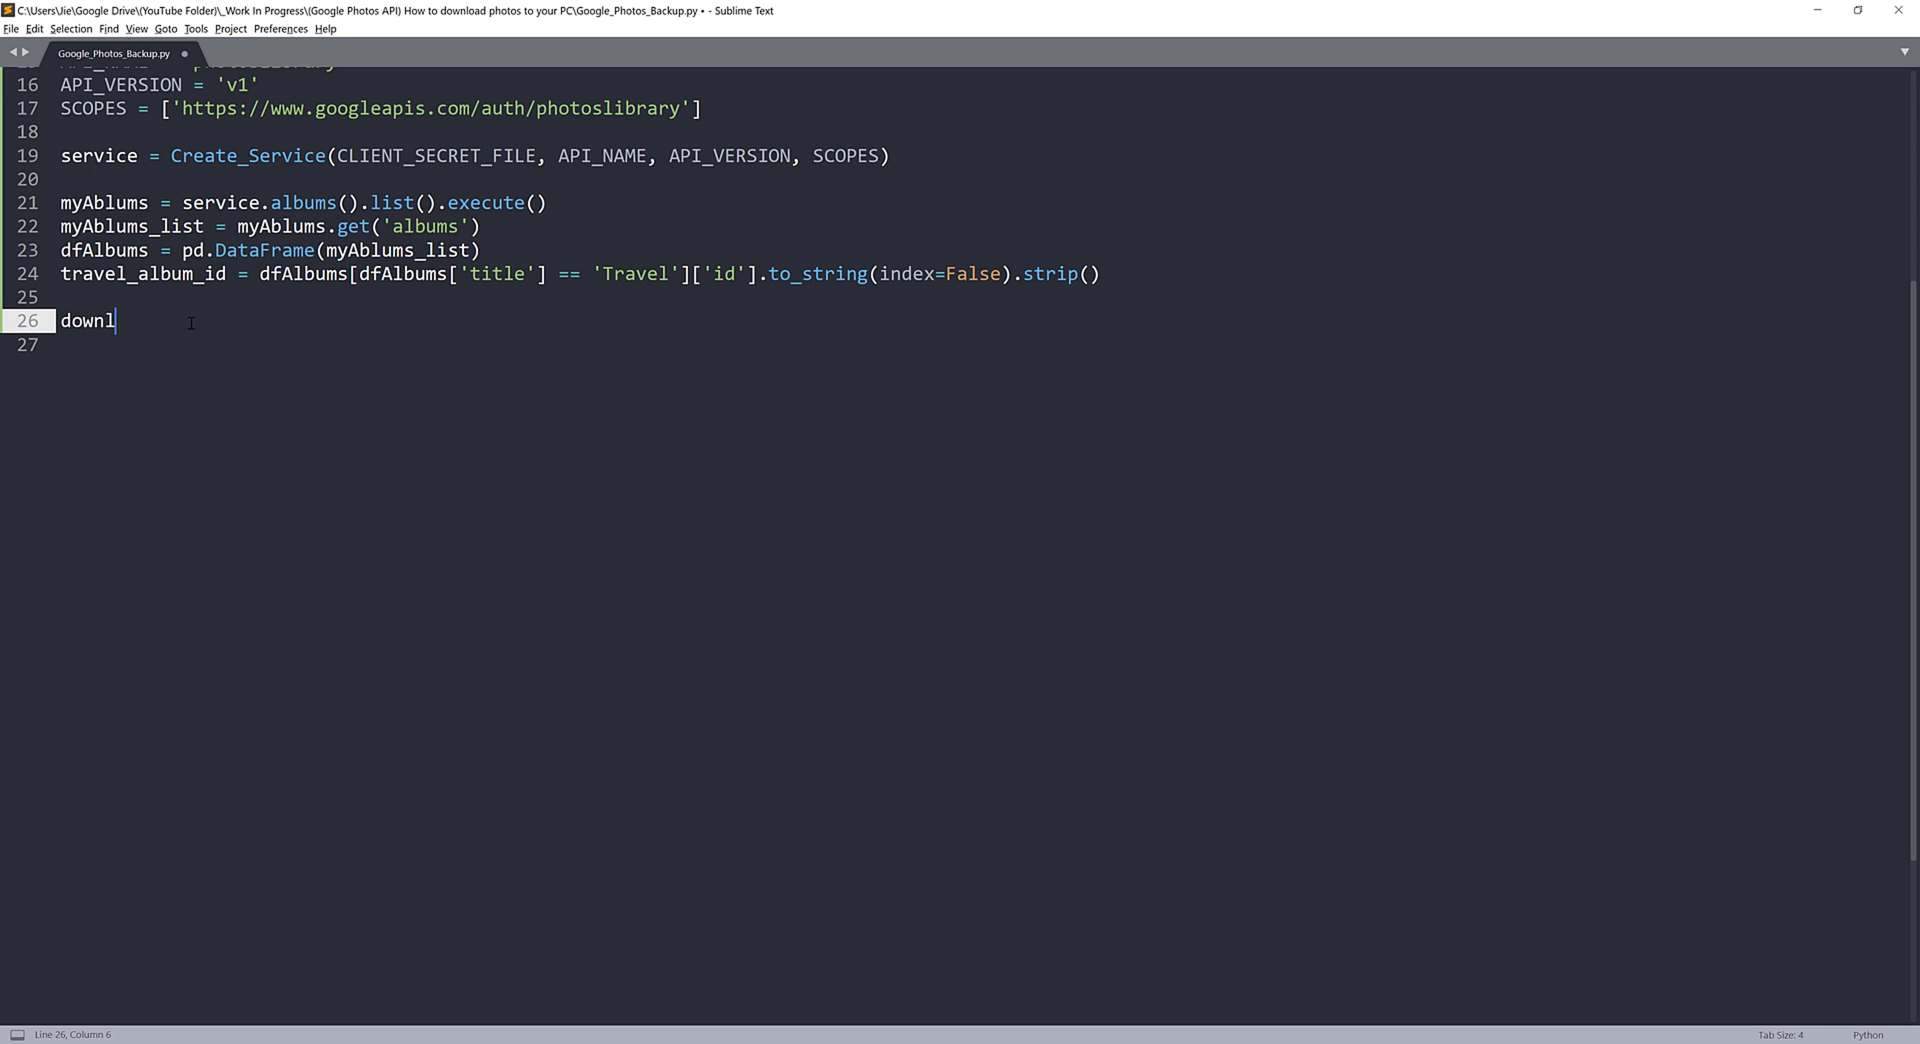 C:\Users\Jie\Google Drive\(YouTube Folder)\_Work In Progress\(Google Photos API) How to download photos to your PC\Google_Photos_Backup.py • - Sublime Text
File Edit Selection Find View Goto Tools Project Preferences Help
Google_Photos_Backup.py
16 API_VERSION = 'v1'
17 SCOPES = ['https://www.googleapis.com/auth/photoslibrary']
18
19 service = Create_Service(CLIENT_SECRET_FILE, API_NAME, API_VERSION, SCOPES)
20
21 myAblums = service.albums().list().execute()
22 myAblums_list = myAblums.get('albums')
23 dfAlbums = pd.DataFrame(myAblums_list)
24 travel_album_id = dfAlbums[dfAlbums['title'] == 'Travel']['id'].to_string(index=False).strip()
25
26 downl
27
Line 26, Column 6
Tab Size: 4
Python